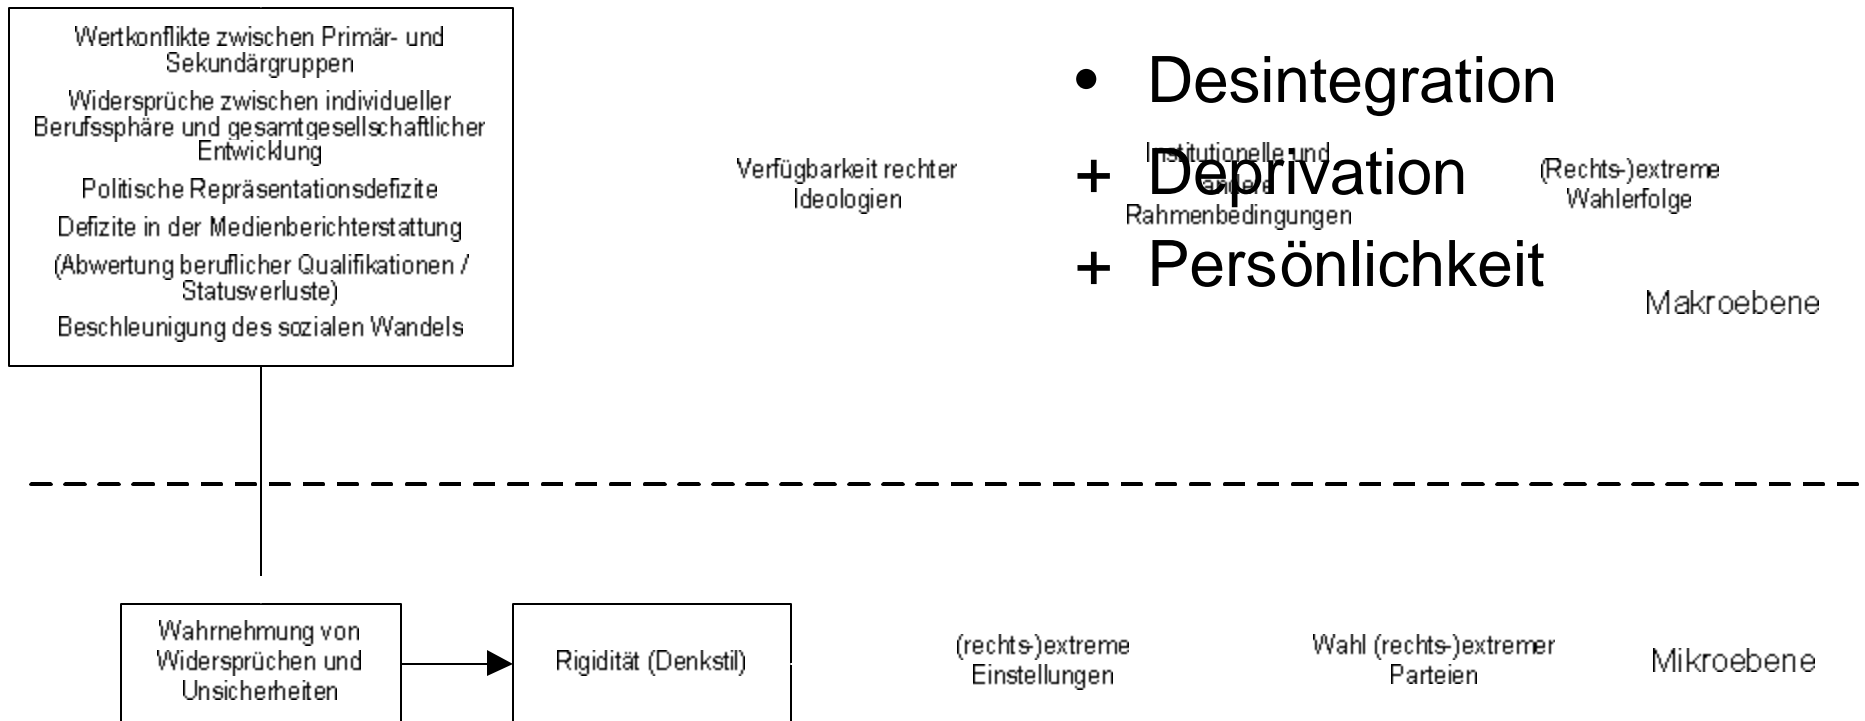 Wertkonflikte zwischen Primär- und
Sekundärgruppen
Widersprüche zwischen individueller
Berufssphäre und gesamtgesellschaftlicher
Entwicklung
Politische Repräsentationsdefizite
Defizite in der Medienberichterstattung
(Abwertung beruflicher Qualifikationen /
Statusverluste)
Beschleunigung des sozialen Wandels
Verfügbarkeit rechter
Ideologien
• Desintegration
+ Deprivation
+ Persönlichkeit
Institutionelle und
andere
Rahmenbedingungen
(Rechts-)extreme
Wahlerfolge
Makroebene
Wahrnehmung von
Widersprüchen und
Unsicherheiten
Rigidität (Denkstil)
(rechts-)extreme
Einstellungen
Wahl (rechts-)extremer
Parteien
Mikroebene